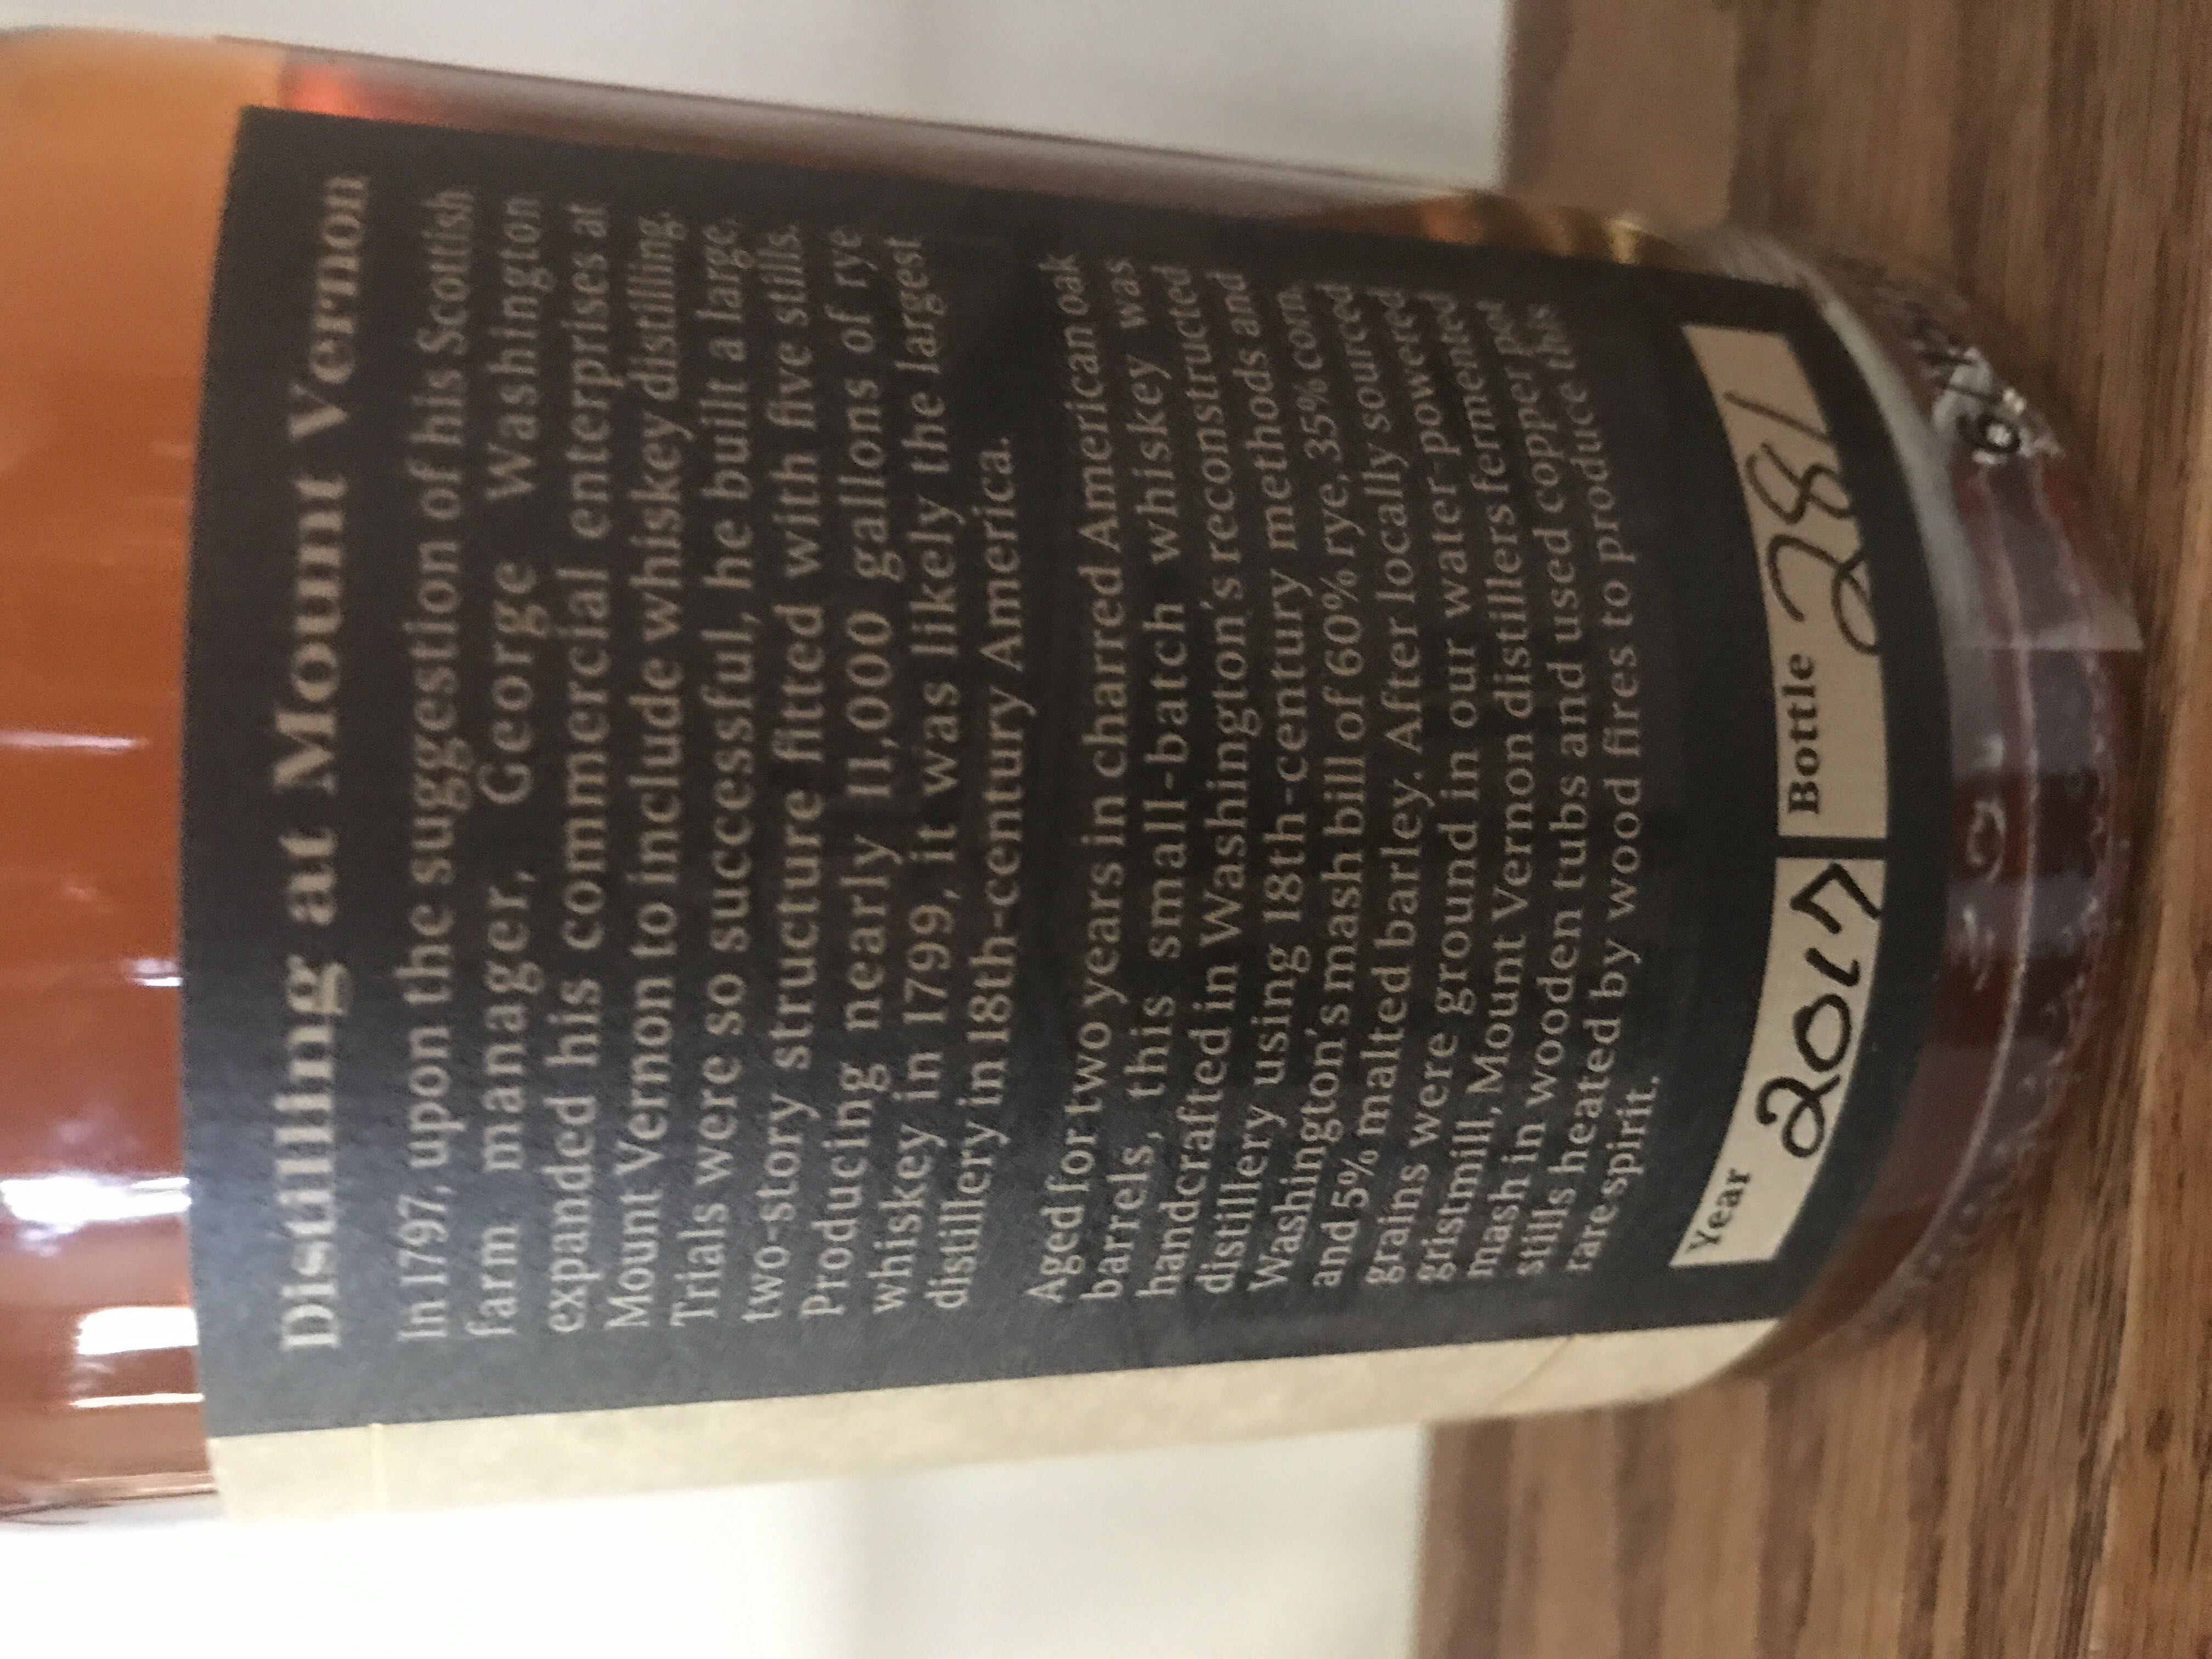 Distilling at Mount Vernon
In 1797, upon the suggestion of his Scottish
farm manager, George Washington
expanded his commercial enterprises at
Mount Vernon to include whiskey distilling.
Trials were so successful, he built a large,
two-story structure fitted with five stills.
Producing nearly 11,000 gallons of rye
whiskey in 1799, it was likely the largest
distillery in 18th-century America.
Aged for two years in charred American oak
barrels, this small-batch whiskey was
handcrafted in Washington's reconstructed
distillery using 18th-century methods and
Washington's mash bill of 60% rye, 35% corn,
and 5% malted barley. After locally sourced
grains were ground in our water-powered
gristmill, Mount Vernon distillers fermented
mash in wooden tubs and used copper pot
stills heated by wood fires to produce this
rare spirit.
Year 2017 Bottle 281